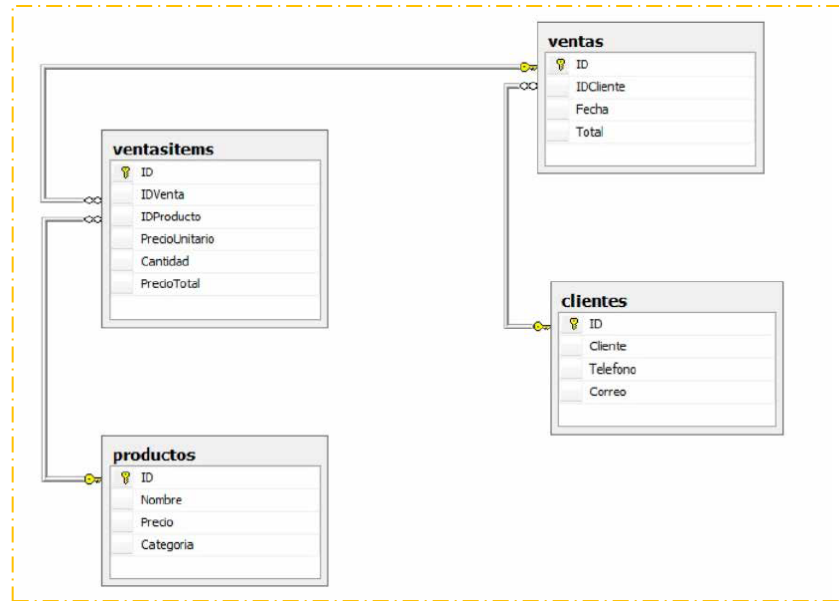 ventas
ID
IDCliente
Fecha
Total
ventasitems
ID
IDVenta
IDProducto
PrecioUnitario
Cantidad
PrecioTotal
clientes
ID
Cliente
Telefono
Correo
productos
ID
Nombre
Precio
Categoria